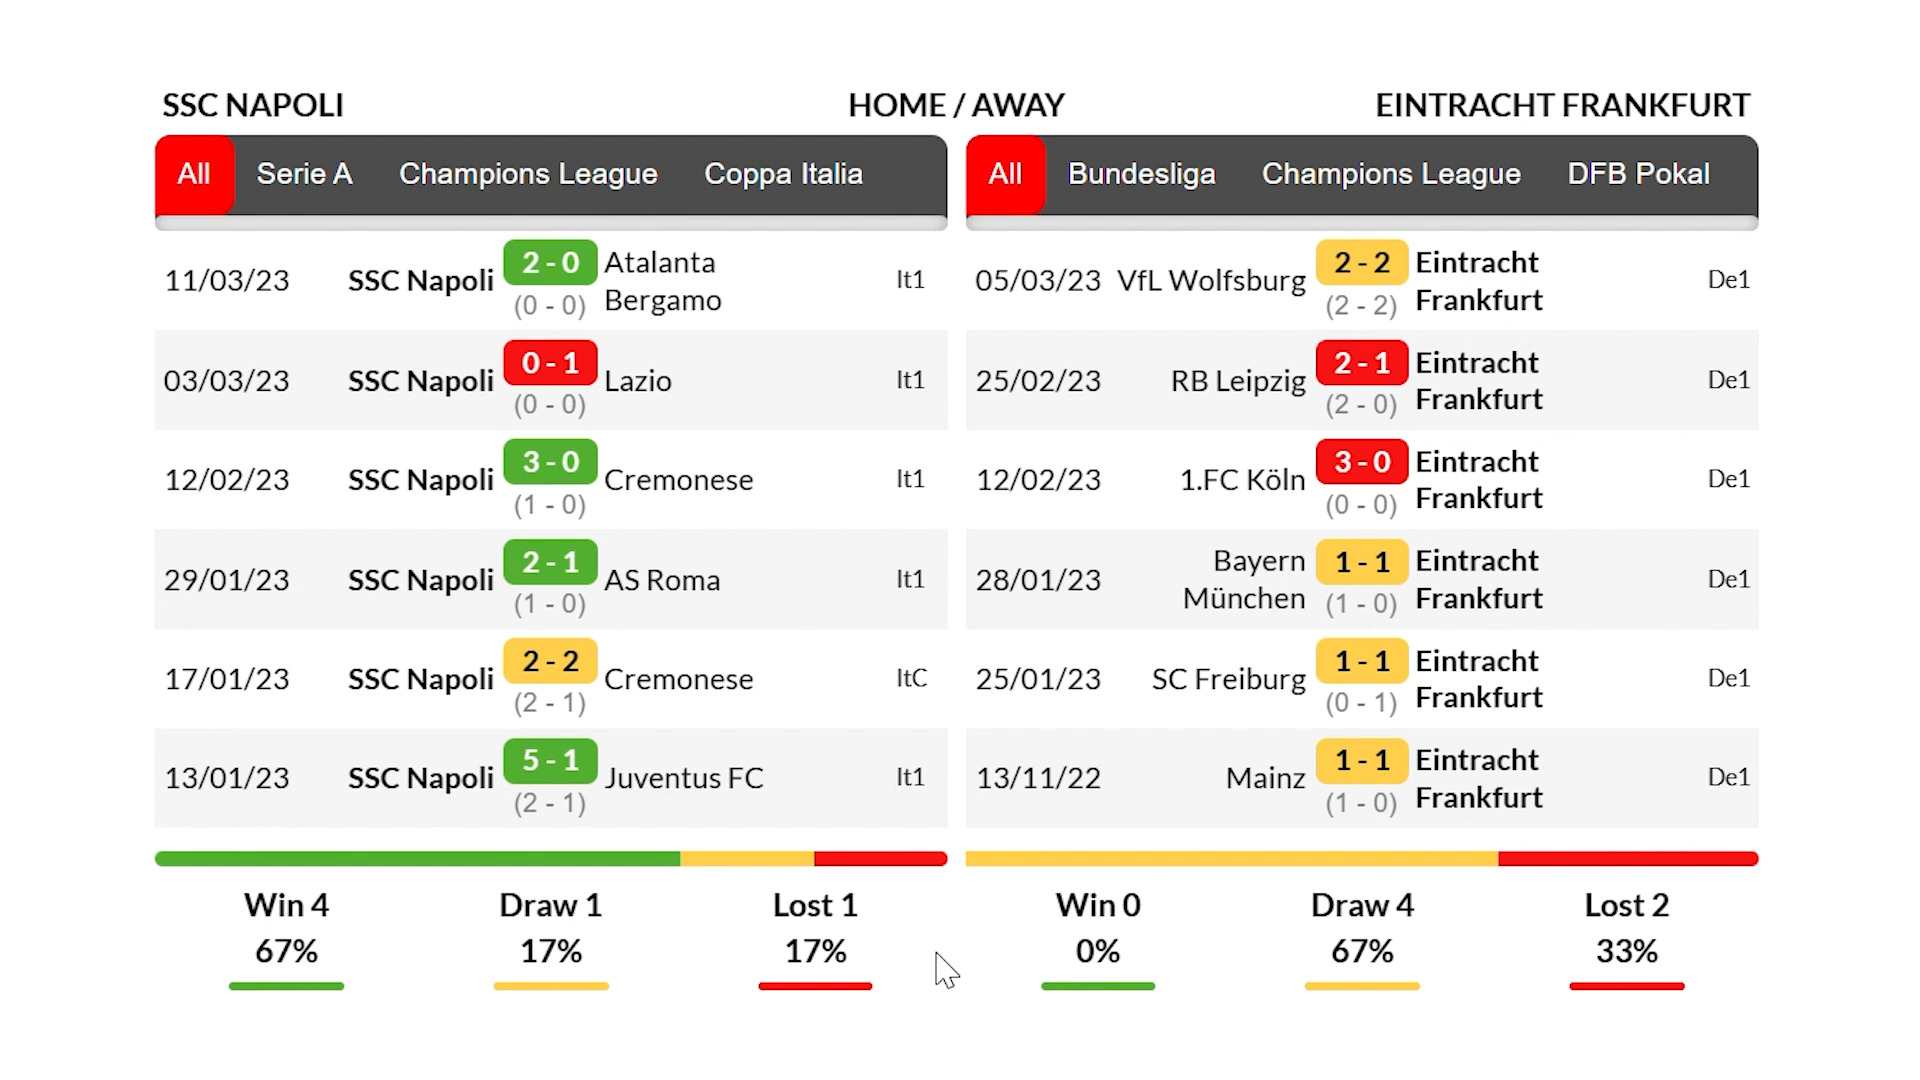 SSC NAPOLI
HOME / AWAY
EINTRACHT FRANKFURT
All Serie A Champions League Coppa Italia
11/03/23 SSC Napoli 2 - 0 (0 - 0) Atalanta Bergamo It1
03/03/23 SSC Napoli 0 - 1 (0 - 0) Lazio It1
12/02/23 SSC Napoli 3 - 0 (1 - 0) Cremonese It1
29/01/23 SSC Napoli 2 - 1 (1 - 0) AS Roma It1
17/01/23 SSC Napoli 2 - 2 (2 - 1) Cremonese ItC
13/01/23 SSC Napoli 5 - 1 (2 - 1) Juventus FC It1
Win 4 Draw 1 Lost 1
67% 17% 17%
All Bundesliga Champions League DFB Pokal
05/03/23 VfL Wolfsburg 2 - 2 (2 - 2) Eintracht Frankfurt De1
25/02/23 RB Leipzig 2 - 1 (2 - 0) Eintracht Frankfurt De1
12/02/23 1.FC Köln 3 - 0 (0 - 0) Eintracht Frankfurt De1
28/01/23 Bayern München 1 - 1 (1 - 0) Eintracht Frankfurt De1
25/01/23 SC Freiburg 1 - 1 (0 - 1) Eintracht Frankfurt De1
13/11/22 Mainz 1 - 1 (1 - 0) Eintracht Frankfurt De1
Win 0 Draw 4 Lost 2
0% 67% 33%